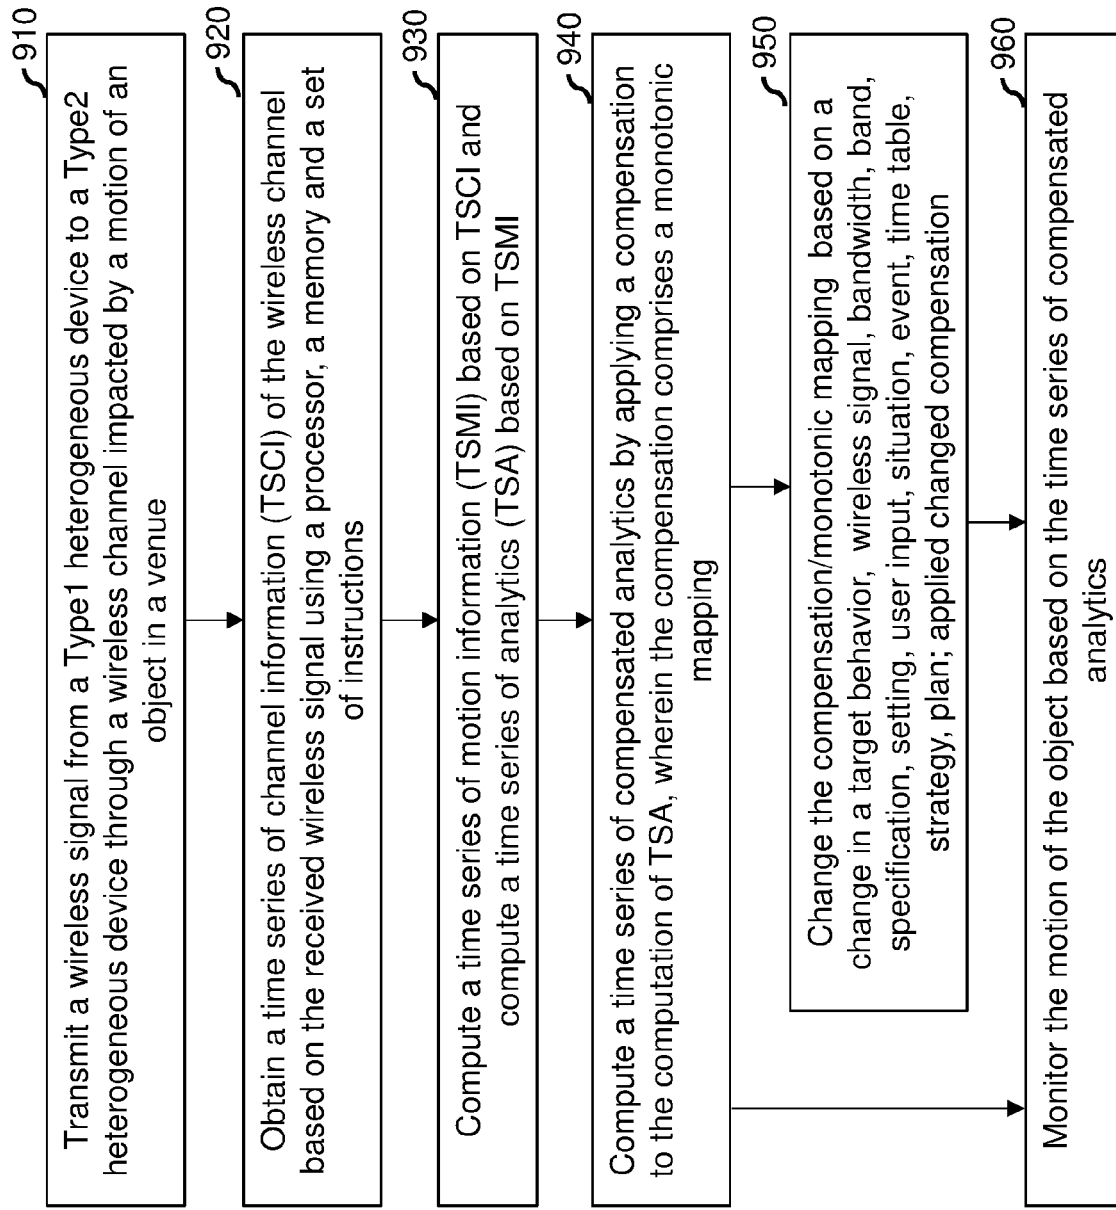 910
Transmit a wireless signal from a Type1 heterogeneous device to a Type2
heterogeneous device through a wireless channel impacted by a motion of an
object in a venue
920
Obtain a time series of channel information (TSCI) of the wireless channel
based on the received wireless signal using a processor, a memory and a set
of instructions
930
Compute a time series of motion information (TSMI) based on TSCI and
compute a time series of analytics (TSA) based on TSMI
940
Compute a time series of compensated analytics by applying a compensation
to the computation of TSA, wherein the compensation comprises a monotonic
mapping
950
Change the compensation/monotonic mapping based on a
change in a target behavior, wireless signal, bandwidth, band,
specification, setting, user input, situation, event, time table,
strategy, plan; applied changed compensation
960
Monitor the motion of the object based on the time series of compensated
analytics